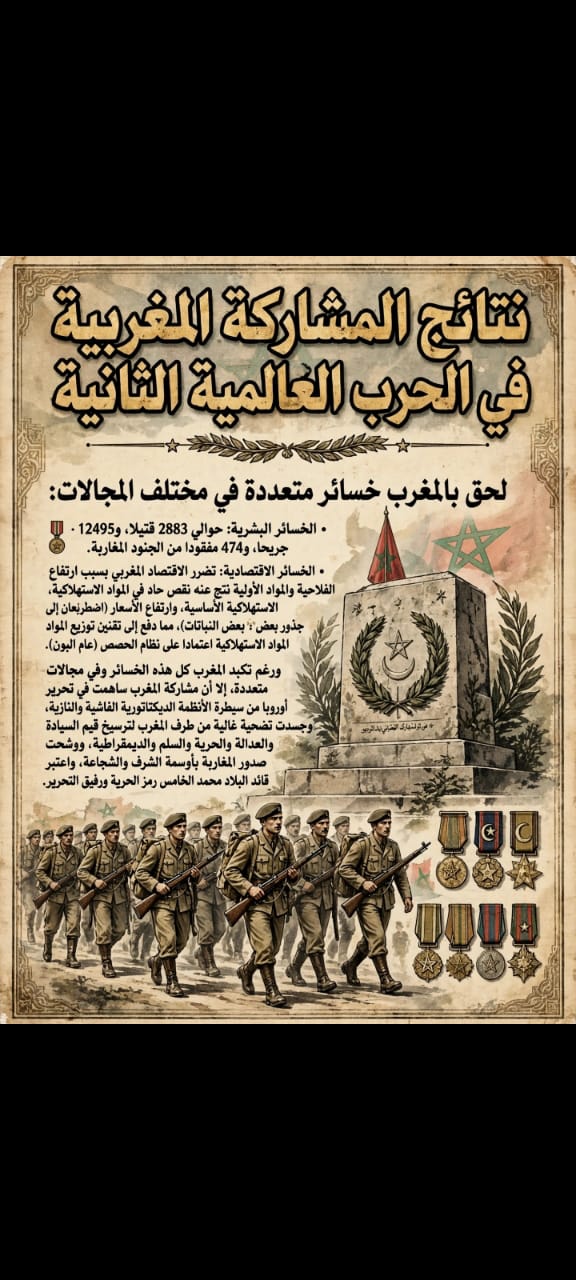 نتائج المشاركة المغربية
في الحرب العالمية الثانية
لحق بالمغرب خسائر متعددة في مختلف المجالات:
• الخسائر البشرية: حوالي 2883 قتيلا، و12495 ·
جريحا، و474 مفقودا من الجنود المغاربة.
• الخسائر الاقتصادية: تضرر الاقتصاد المغربي بسبب ارتفاع
الفلاحية والمواد الأولية نتج عنه نقص حاد في المواد الاستهلاكية،
الاستهلاكية الأساسية، وارتفاع الأسعار (اضطر إلى
جذور بعض بعض النباتات)، مما دفع إلى تقنين توزيع المواد
المواد الاستهلاكية اعتمادا على نظام الحصص (عام البون).
ورغم تكبد المغرب كل هذه الخسائر وفي مجالات
متعددة، إلا أن مشاركة المغرب ساهمت في تحرير
أوروبا من سيطرة الأنظمة الديكتاتورية الفاشية والنازية،
وجسدت تضحية غالية من طرف المغرب لترسيخ قيم السيادة
والعدالة والحرية والسلم والديمقراطية، ووشحت
صدور المغاربة بأوسمة الشرف والشجاعة، واعتبر
قائد البلاد محمد الخامس رمز الحرية ورفيق التحرير.